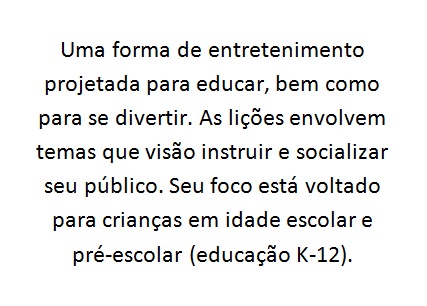 Uma forma de entretenimento
projetada para educar, bem como
para se divertir. As lições envolvem
temas que visão instruir e socializar
seu público. Seu foco está voltado
para crianças em idade escolar e
pré-escolar (educação K-12).